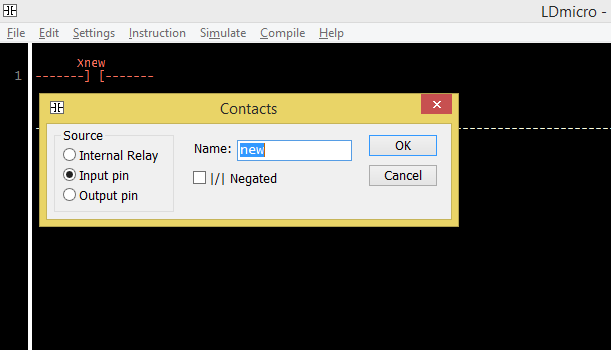 LDmicro -
File Edit Settings Instruction Simulate Compile Help
Xnew
1 -------] [-------
Contacts
Source
Internal Relay
Input pin
Output pin
Name: new
|/| Negated
OK
Cancel